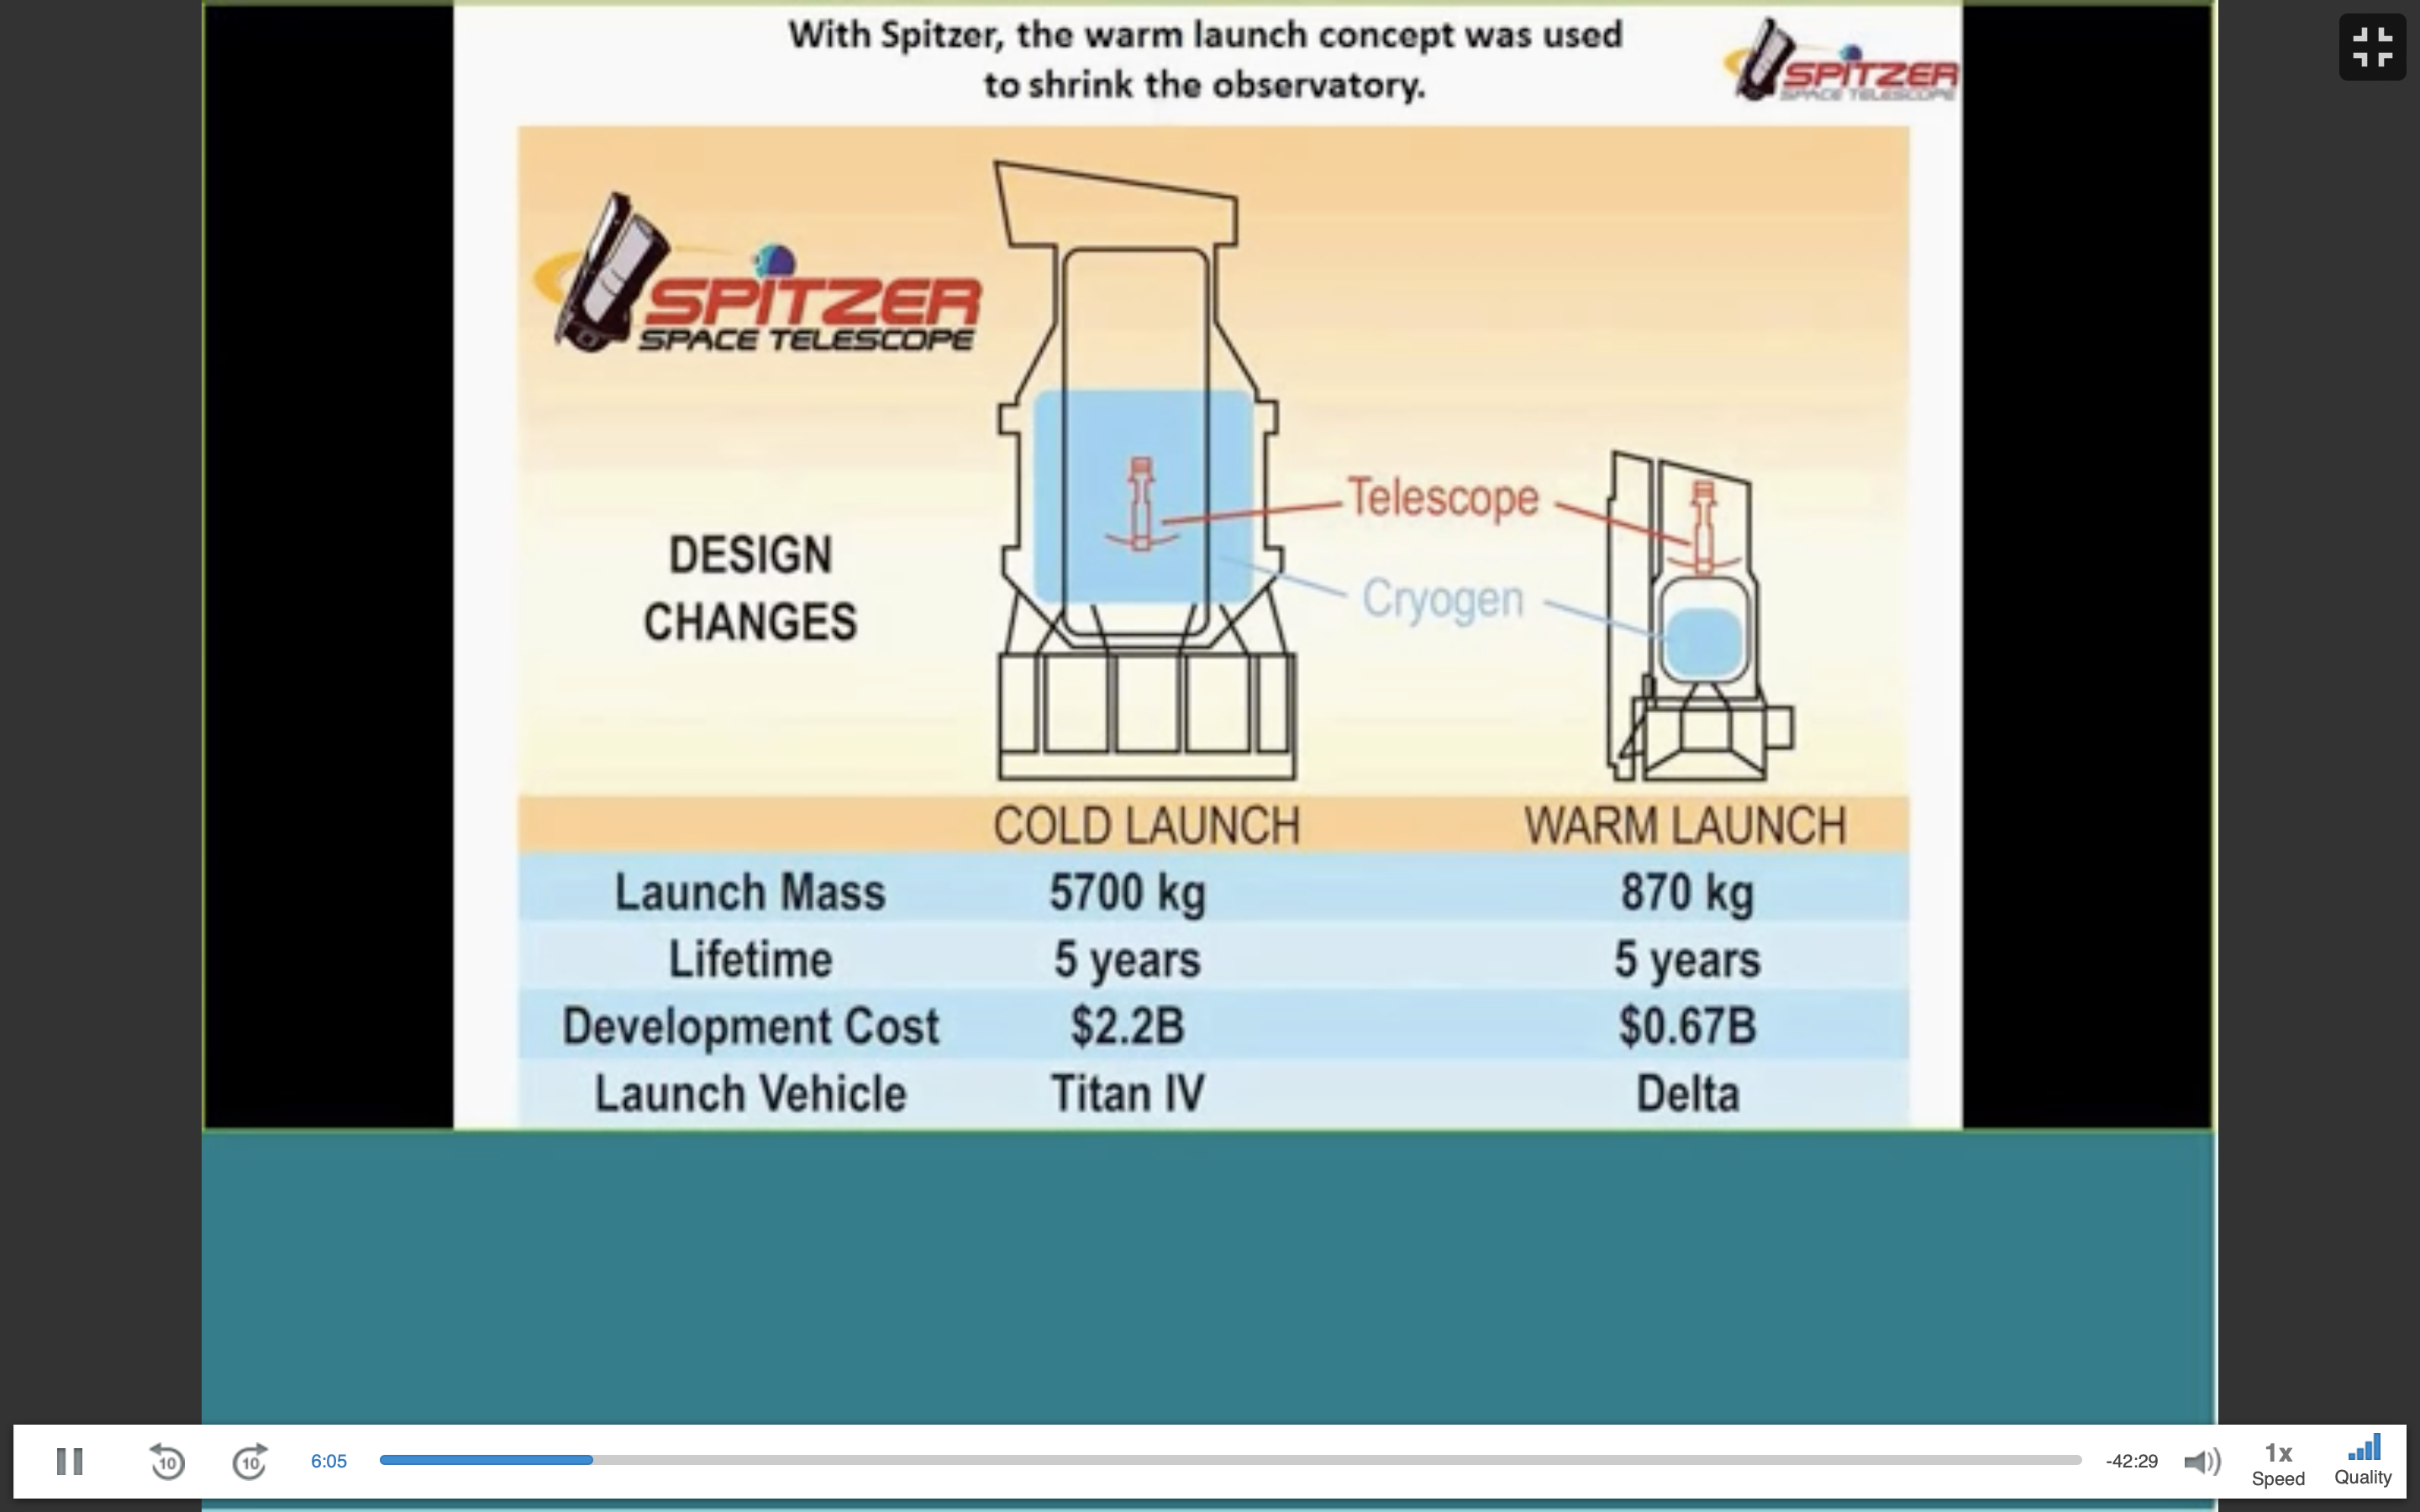 With Spitzer, the warm launch concept was used
to shrink the observatory.
SPITZER
SPACE TELESCOPE
SPITZER
SPACE TELESCOPE
Telescope
Cryogen
DESIGN
CHANGES
COLD LAUNCH WARM LAUNCH
Launch Mass 5700 kg 870 kg
Lifetime 5 years 5 years
Development Cost $2.2B $0.67B
Launch Vehicle Titan IV Delta
10 10 6:05 -42:29 1x
Speed Quality